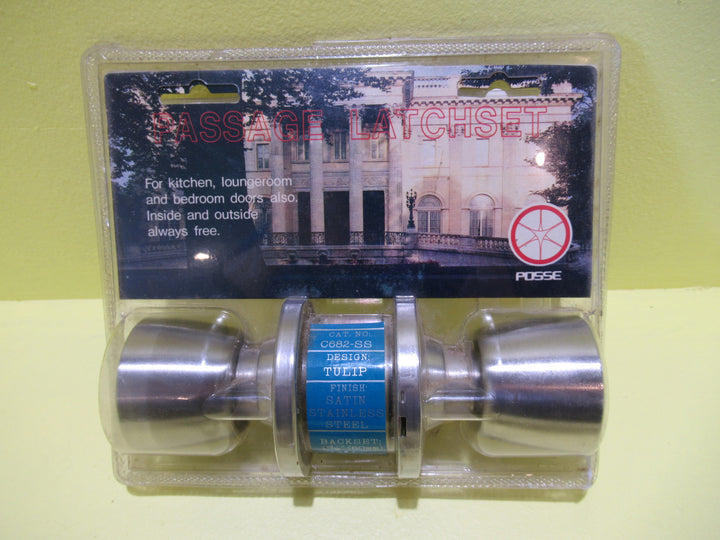 PASSAGE LATCHSET
For kitchen, loungeroom
and bedroom doors also.
Inside and outside
always free.
POSSE
CAT. NO:
C682-SS
DESIGN:
TULIP
FINISH:
SATIN
STAINLESS
STEEL
BACKSET: